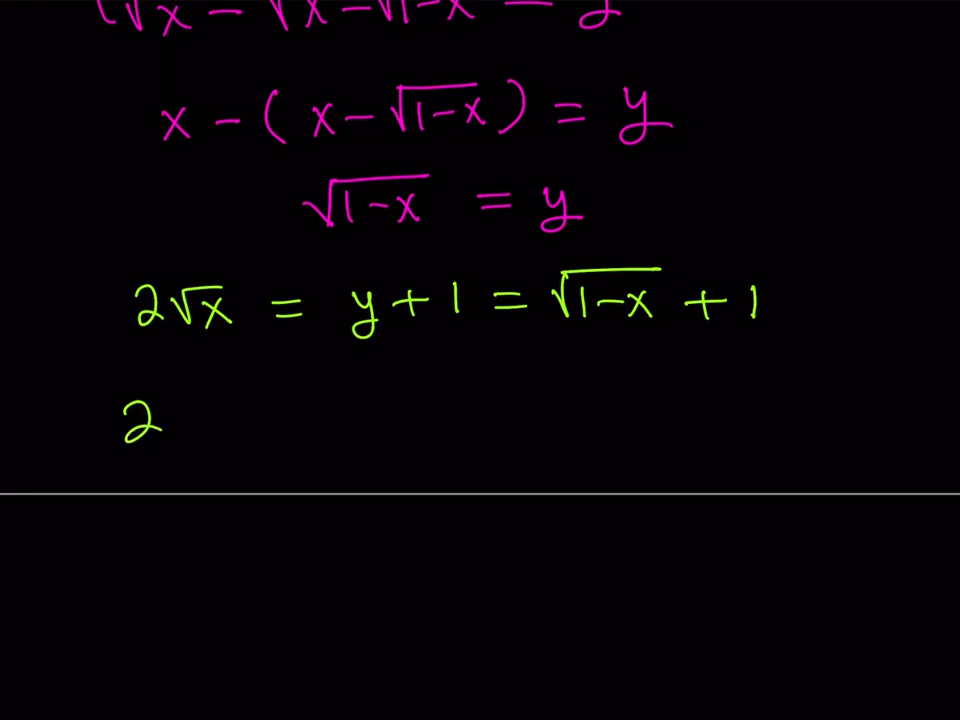 x - ( x - √1-x ) = y
√1-x = y
2√x = y + 1 = √1-x + 1
2